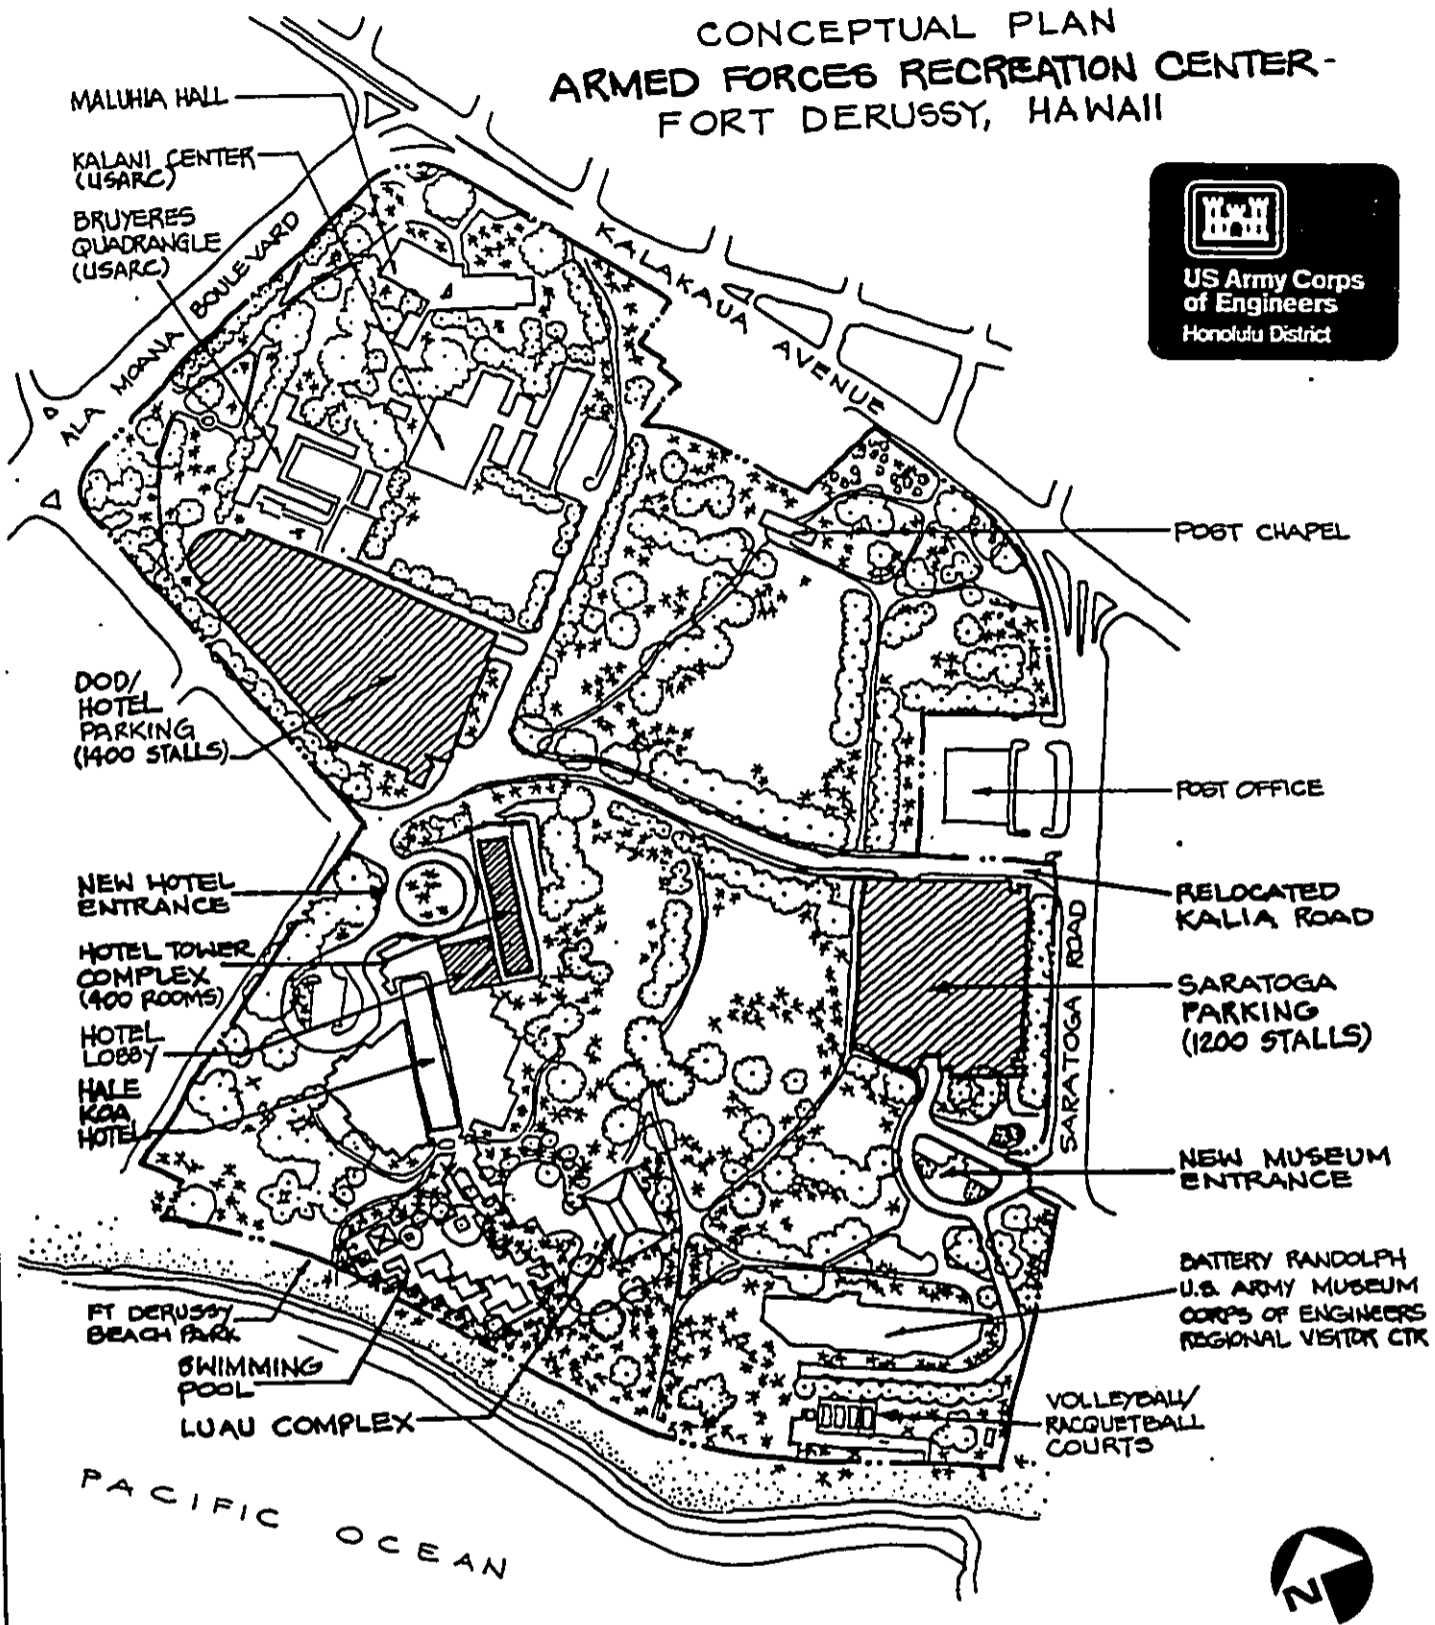 CONCEPTUAL PLAN
ARMED FORCES RECREATION CENTER-
FORT DERUSSY, HAWAII
US Army Corps
of Engineers
Honolulu District
MALUHIA HALL
KALANI CENTER
(USARC)
BRUYERES
QUADRANGLE
(USARC)
ALA MOANA BOULEVARD
KALAKAUA AVENUE
POST CHAPEL
DOD/
HOTEL
PARKING
(1400 STALLS)
POST OFFICE
NEW HOTEL
ENTRANCE
RELOCATED
KALIA ROAD
HOTEL TOWER
COMPLEX
(400 ROOMS)
SARATOGA
PARKING
(1200 STALLS)
SARATOGA ROAD
HOTEL
LOBBY
HALE
KOA
HOTEL
NEW MUSEUM
ENTRANCE
BATTERY RANDOLPH
U.S. ARMY MUSEUM
CORPS OF ENGINEERS
REGIONAL VISITOR CTR
FT DERUSSY
BEACH PARK
SWIMMING
POOL
LUAU COMPLEX
VOLLEYBALL/
RACQUETBALL
COURTS
PACIFIC OCEAN
N